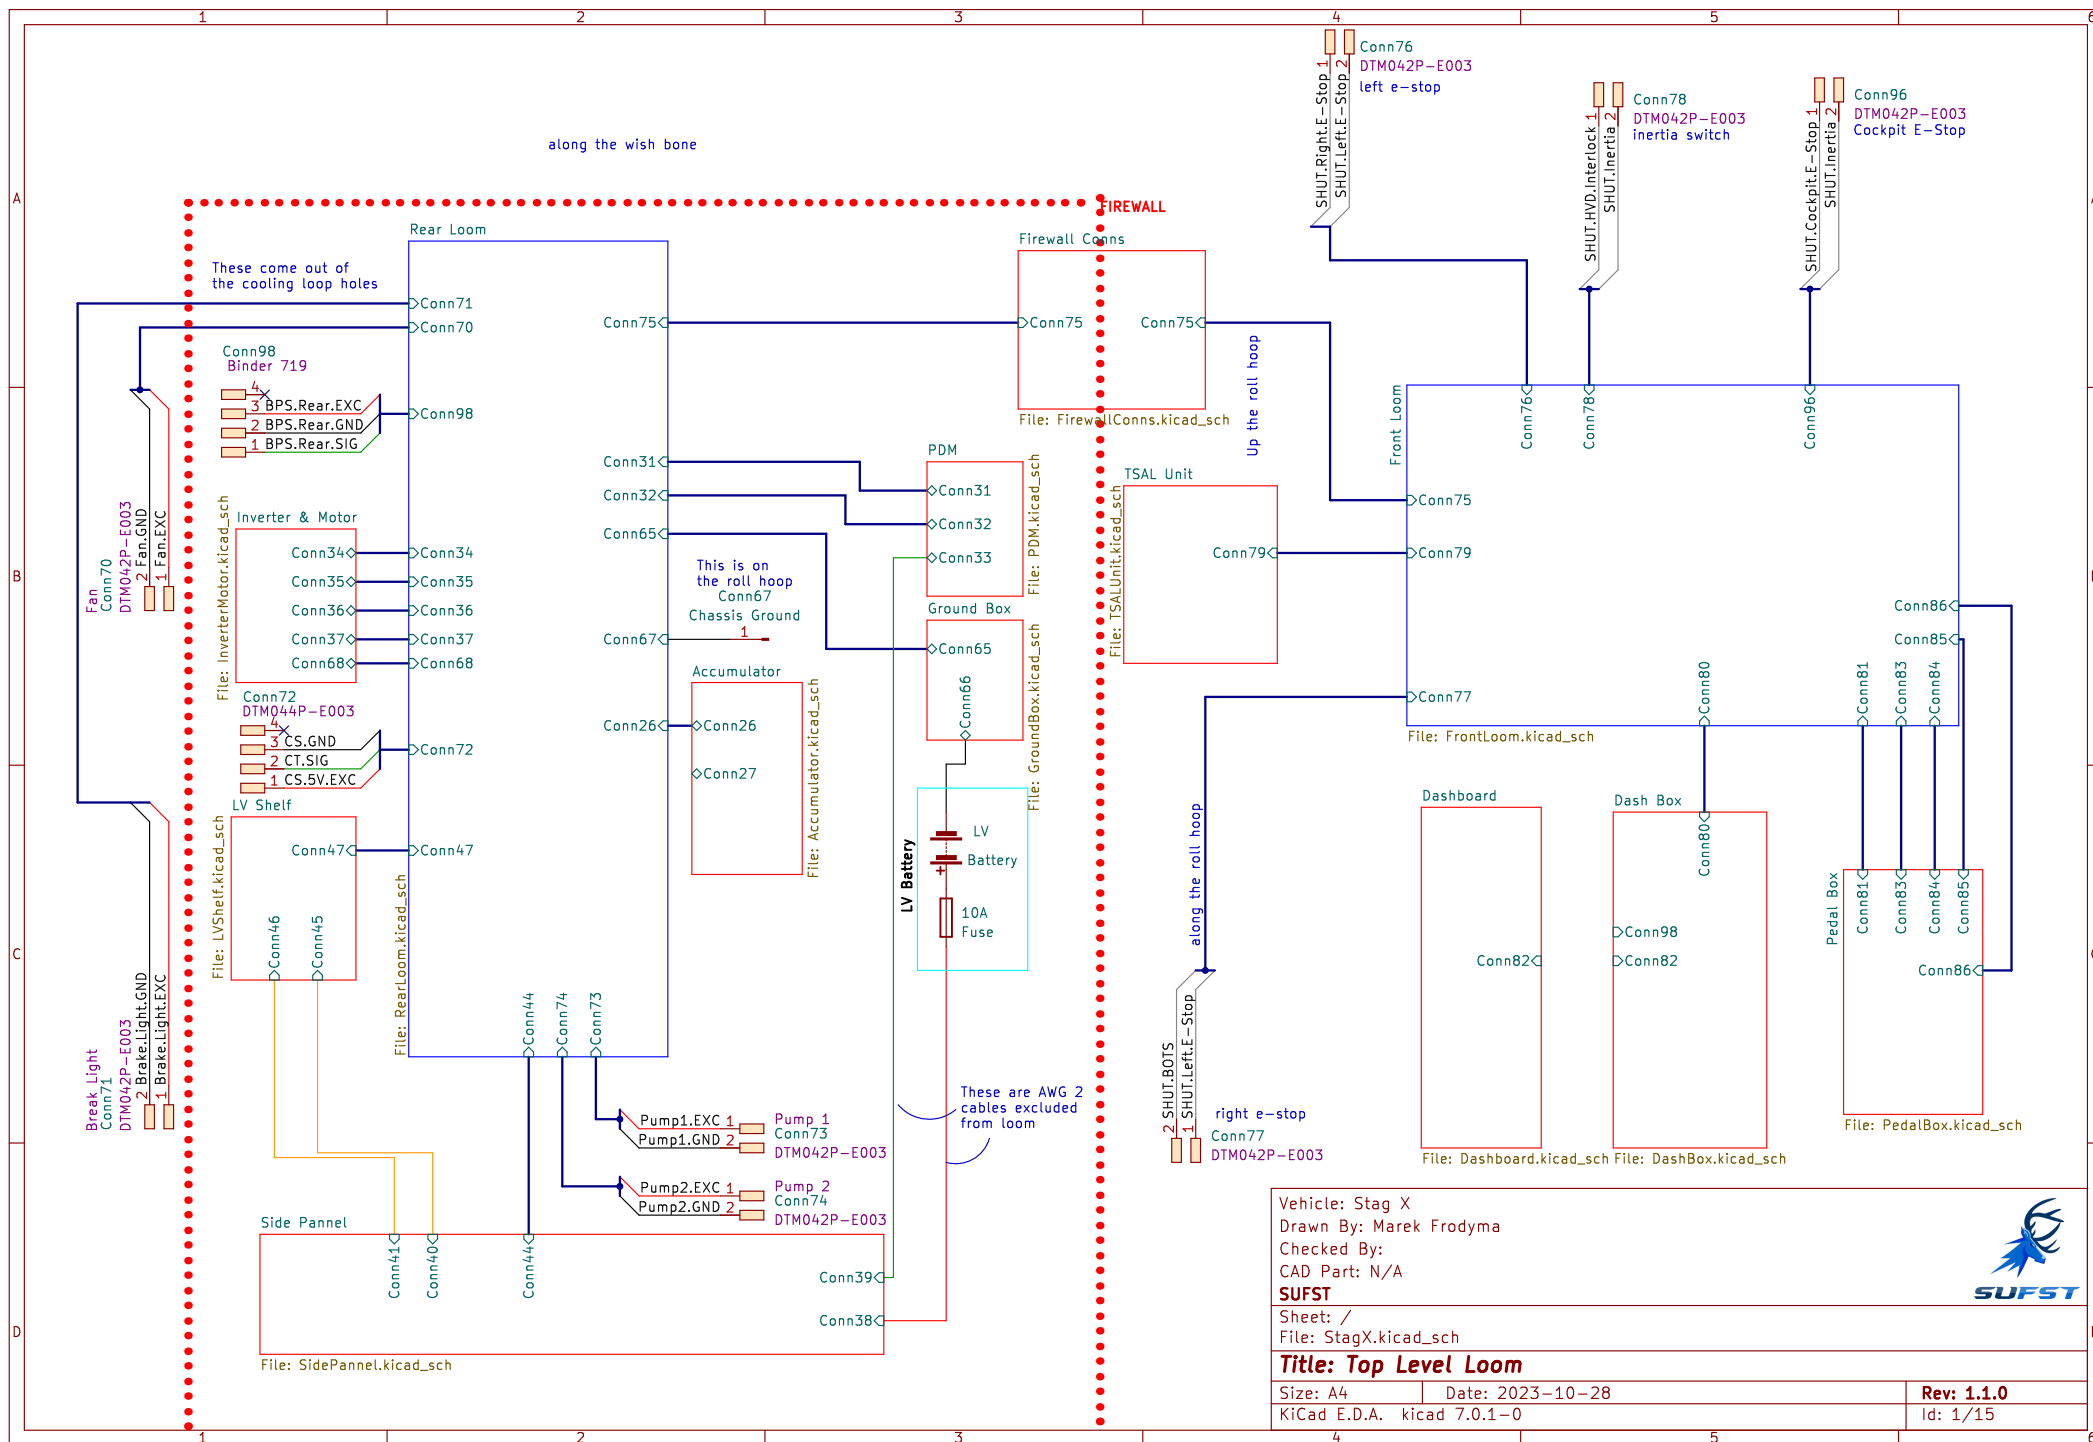 1
2
3
4
5
6
Conn76
DTM042P-E003
left e-stop
1
2
SHUT.Right.E-Stop
SHUT.Left.E-Stop
Conn78
DTM042P-E003
inertia switch
1
2
SHUT.HVD.Interlock
SHUT.Inertia
Conn96
DTM042P-E003
Cockpit E-Stop
1
2
SHUT.Cockpit.E-Stop
SHUT.Inertia
along the wish bone
A
FIREWALL
Rear Loom
Firewall Conns
These come out of
the cooling loop holes
Conn71
Conn70
Conn75
Conn75
Conn75
Up the roll hoop
File: FirewallConns.kicad_sch
Conn98
Binder 719
4
3
BPS.Rear.EXC
2
BPS.Rear.GND
1
BPS.Rear.SIG
Conn98
Front Loom
Conn76
Conn78
Conn96
Conn31
Conn32
Conn65
PDM
Conn31
Conn32
Conn33
File: PDM.kicad_sch
TSAL Unit
File: TSALUnit.kicad_sch
Conn79
Conn75
Conn79
B
Fan
Conn70
DTM042P-E003
2
1
Fan.GND
Fan.EXC
Inverter & Motor
File: InverterMotor.kicad_sch
Conn34
Conn35
Conn36
Conn37
Conn68
Conn34
Conn35
Conn36
Conn37
Conn68
This is on
the roll hoop
Conn67
Chassis Ground
1
Conn67
Ground Box
Conn65
Conn66
File: GroundBox.kicad_sch
Conn86
Conn85
Conn77
Conn80
Conn81
Conn83
Conn84
File: FrontLoom.kicad_sch
Conn72
DTM044P-E003
4
3
CS.GND
2
CT.SIG
1
CS.5V.EXC
Conn72
Accumulator
Conn26
Conn26
Conn27
File: Accumulator.kicad_sch
LV Shelf
File: LVShelf.kicad_sch
Conn47
Conn47
Conn46
Conn45
File: RearLoom.kicad_sch
LV Battery
LV
Battery
+
10A
Fuse
along the roll hoop
Dashboard
Conn82
File: Dashboard.kicad_sch
Dash Box
Conn80
Conn98
Conn82
File: DashBox.kicad_sch
Pedal Box
Conn81
Conn83
Conn84
Conn85
Conn86
File: PedalBox.kicad_sch
C
Break Light
Conn71
DTM042P-E003
2
1
Brake.Light.GND
Brake.Light.EXC
Conn44
Conn74
Conn73
Pump1.EXC
1
Pump1.GND
2
Pump 1
Conn73
DTM042P-E003
Pump2.EXC
1
Pump2.GND
2
Pump 2
Conn74
DTM042P-E003
These are AWG 2
cables excluded
from loom
SHUT.BOTS
SHUT.Left.E-Stop
2
1
right e-stop
Conn77
DTM042P-E003
Side Pannel
Conn41
Conn40
Conn44
Conn39
Conn38
File: SidePannel.kicad_sch
D
Vehicle: Stag X
Drawn By: Marek Frodyma
Checked By:
CAD Part: N/A
SUFST
SUFST
Sheet: /
File: StagX.kicad_sch
Title: Top Level Loom
Size: A4
Date: 2023-10-28
Rev: 1.1.0
KiCad E.D.A. kicad 7.0.1-0
Id: 1/15
1
2
3
4
5
6